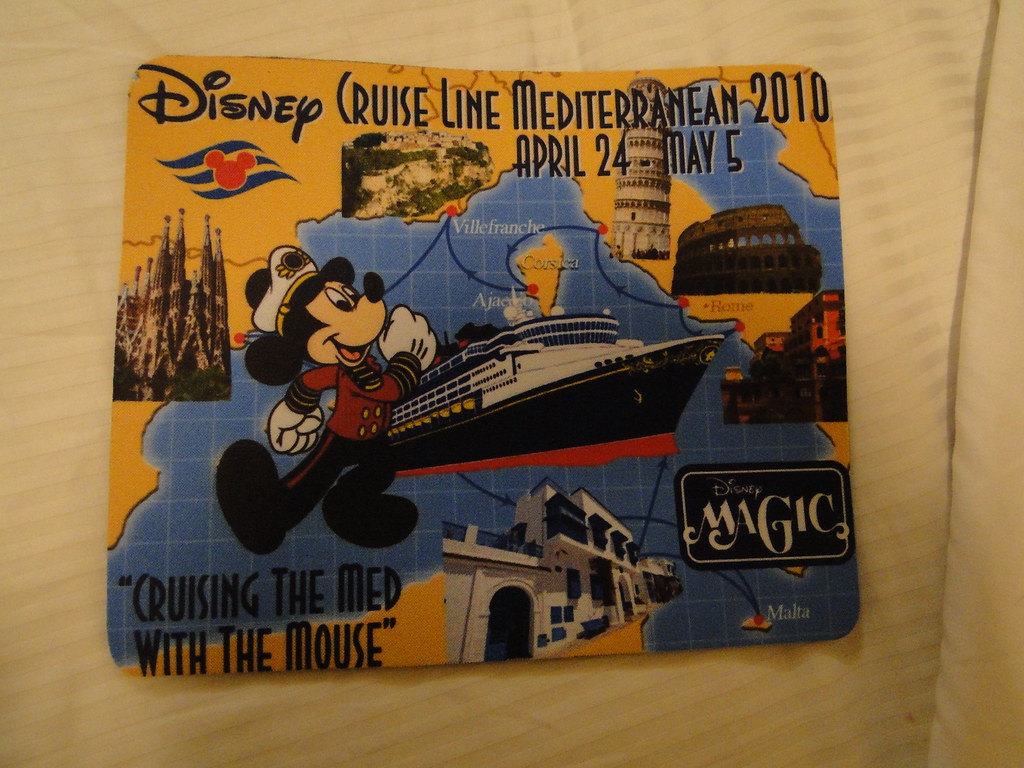 Disney Cruise Line Mediterranean 2010
April 24 - May 5
Villefranche
Corsica
Rome
Disney
Magic
Malta
"Cruising The Med
With The Mouse"